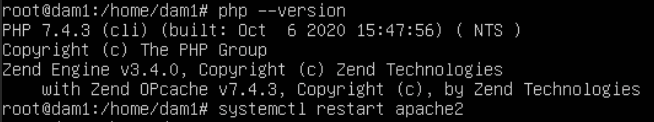 root@dam1:/home/dam1# php --version
PHP 7.4.3 (cli) (built: Oct  6 2020 15:47:56) ( NTS )
Copyright (c) The PHP Group
Zend Engine v3.4.0, Copyright (c) Zend Technologies
    with Zend OPcache v7.4.3, Copyright (c), by Zend Technologies
root@dam1:/home/dam1# systemctl restart apache2